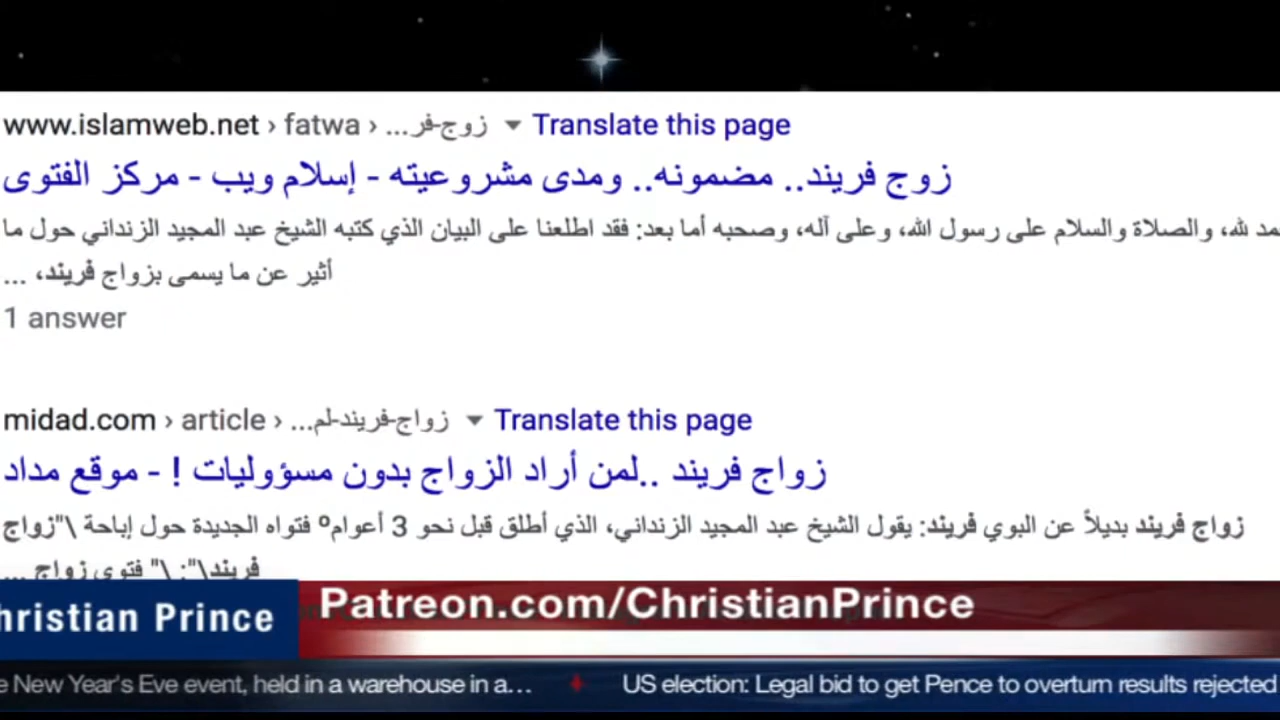 www.islamweb.net › fatwa › زوج-فر... Translate this page
زوج فريند.. مضمونه.. ومدى مشروعيته - إسلام ويب - مركز الفتوى
لله، والصلاة والسلام على رسول الله، وعلى آله، وصحبه أما بعد: فقد اطلعنا على البيان الذي كتبه الشيخ عبد المجيد الزنداني حول ما
أثير عن ما يسمى بزواج فريند، ...
1 answer
midad.com › article › زواج-فريند-لم... Translate this page
زواج فريند ..لمن أراد الزواج بدون مسؤوليات ! - موقع مداد
زواج فريند بديلاً عن البوي فريند: يقول الشيخ عبد المجيد الزنداني، الذي أطلق قبل نحو 3 أعوامº فتواه الجديدة حول إباحة \"زواج
فريند\": \" فتوى زواج ...
hristian Prince
Patreon.com/ChristianPrince
e New Year's Eve event, held in a warehouse in a... US election: Legal bid to get Pence to overturn results rejected